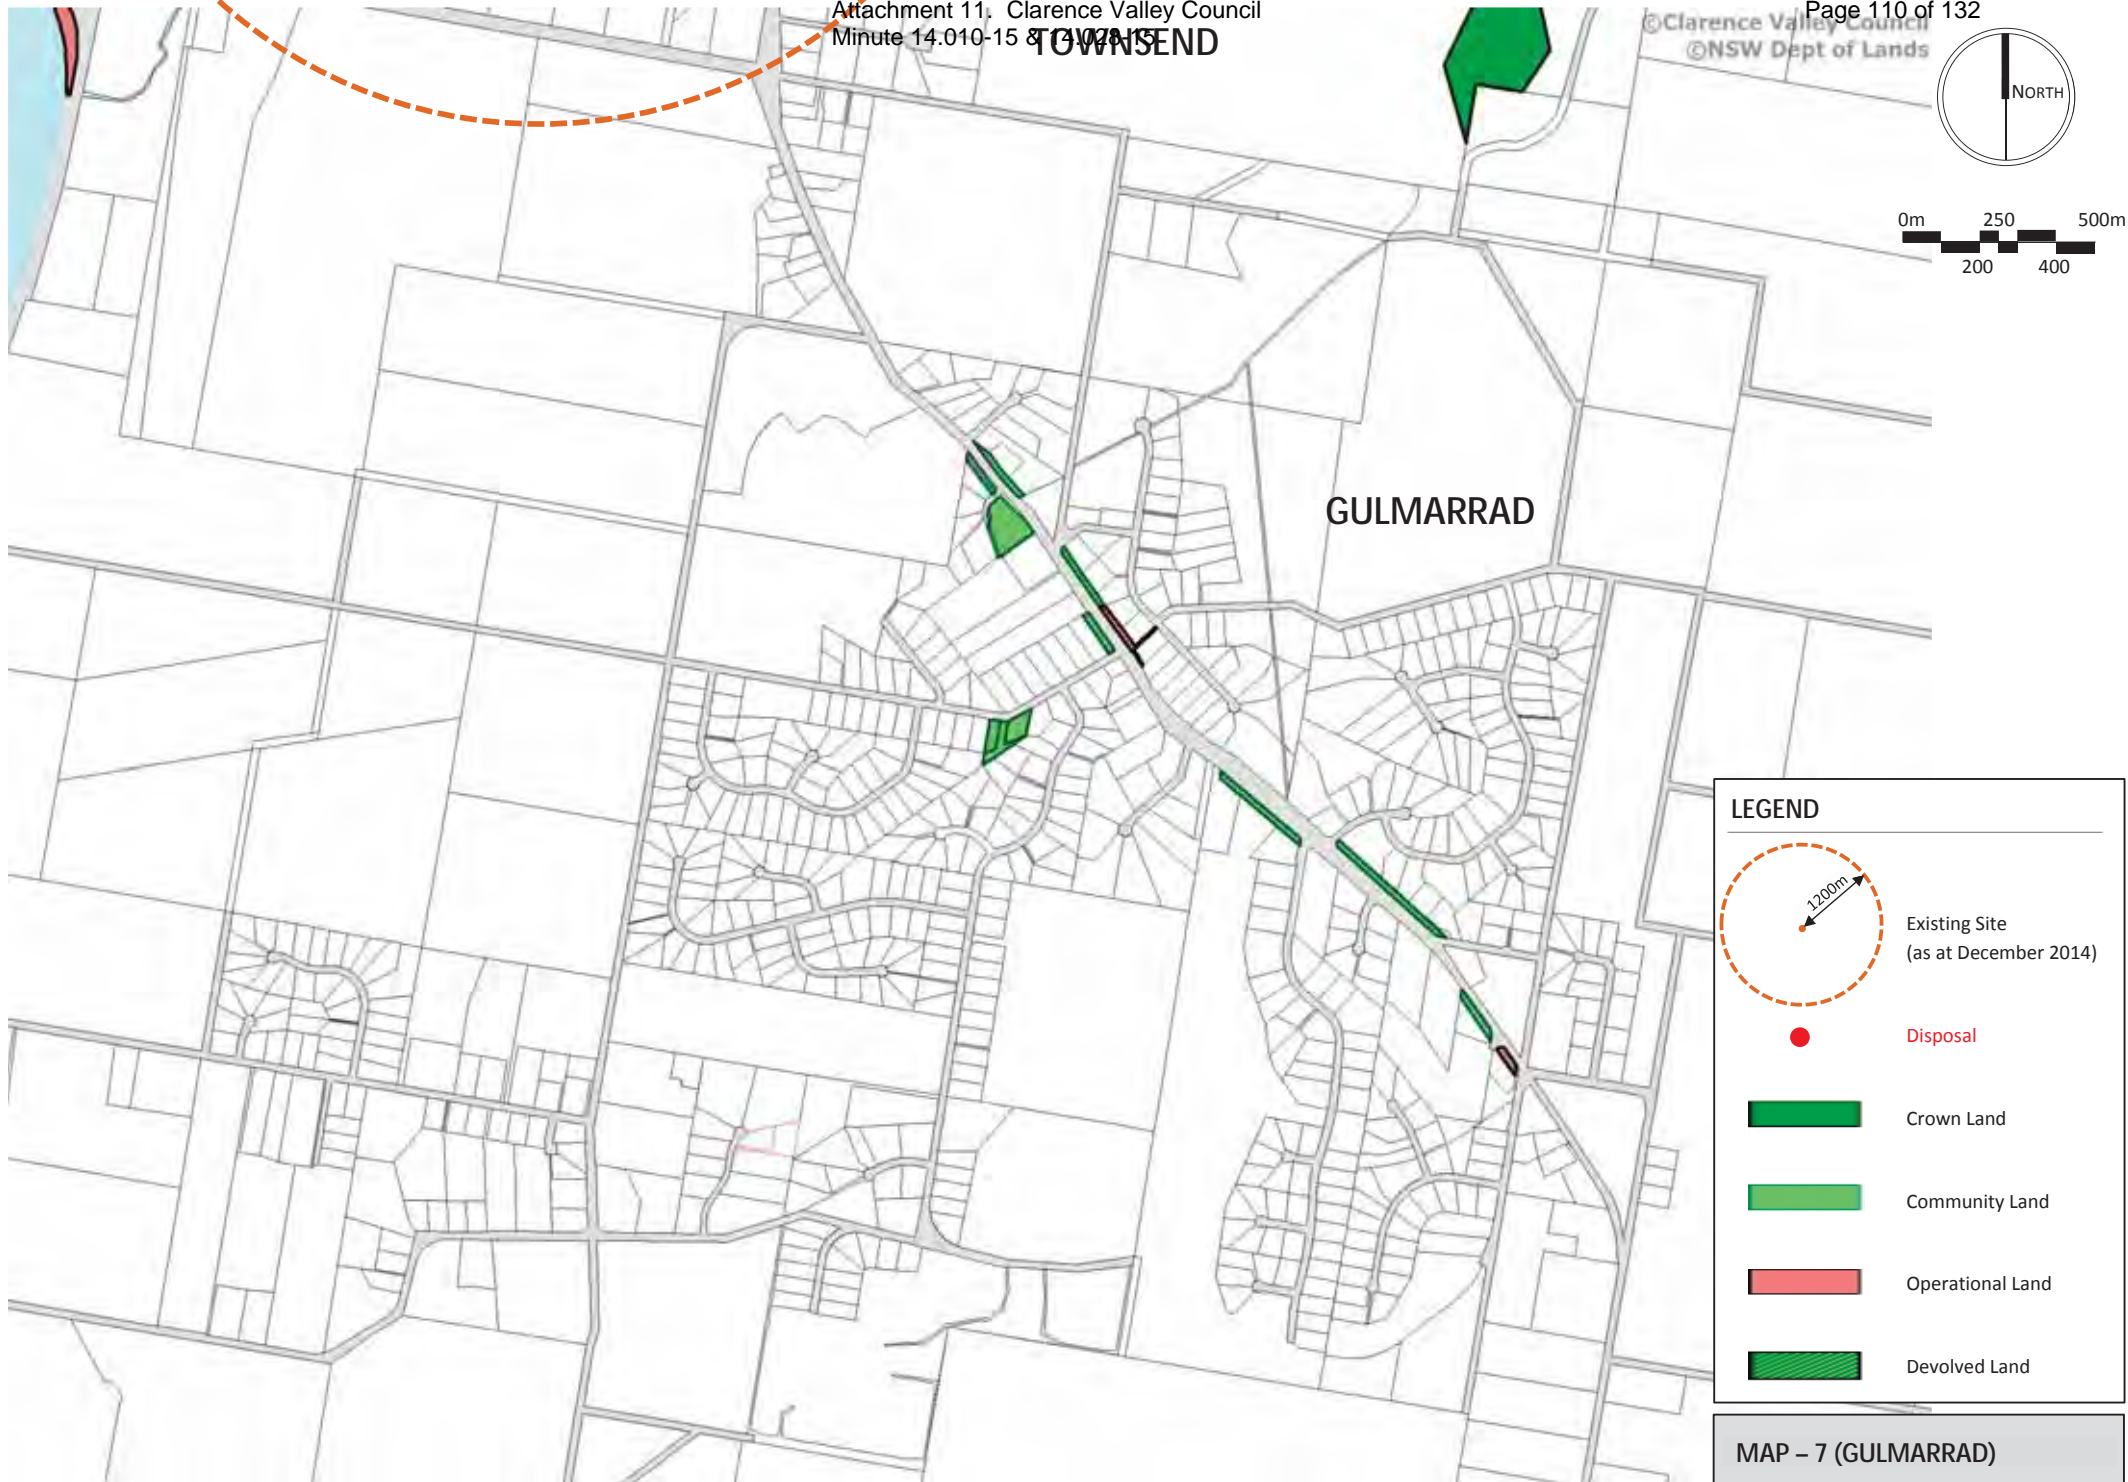 Attachment 11.  Clarence Valley Council
Page 110 of 132
Minute 14.010-15 & 14.028-15
TOWNSEND
©Clarence Valley Council
©NSW Dept of Lands
NORTH
0m 250 500m
200 400
GULMARRAD
LEGEND
1200m
Existing Site
(as at December 2014)
Disposal
Crown Land
Community Land
Operational Land
Devolved Land
MAP – 7 (GULMARRAD)